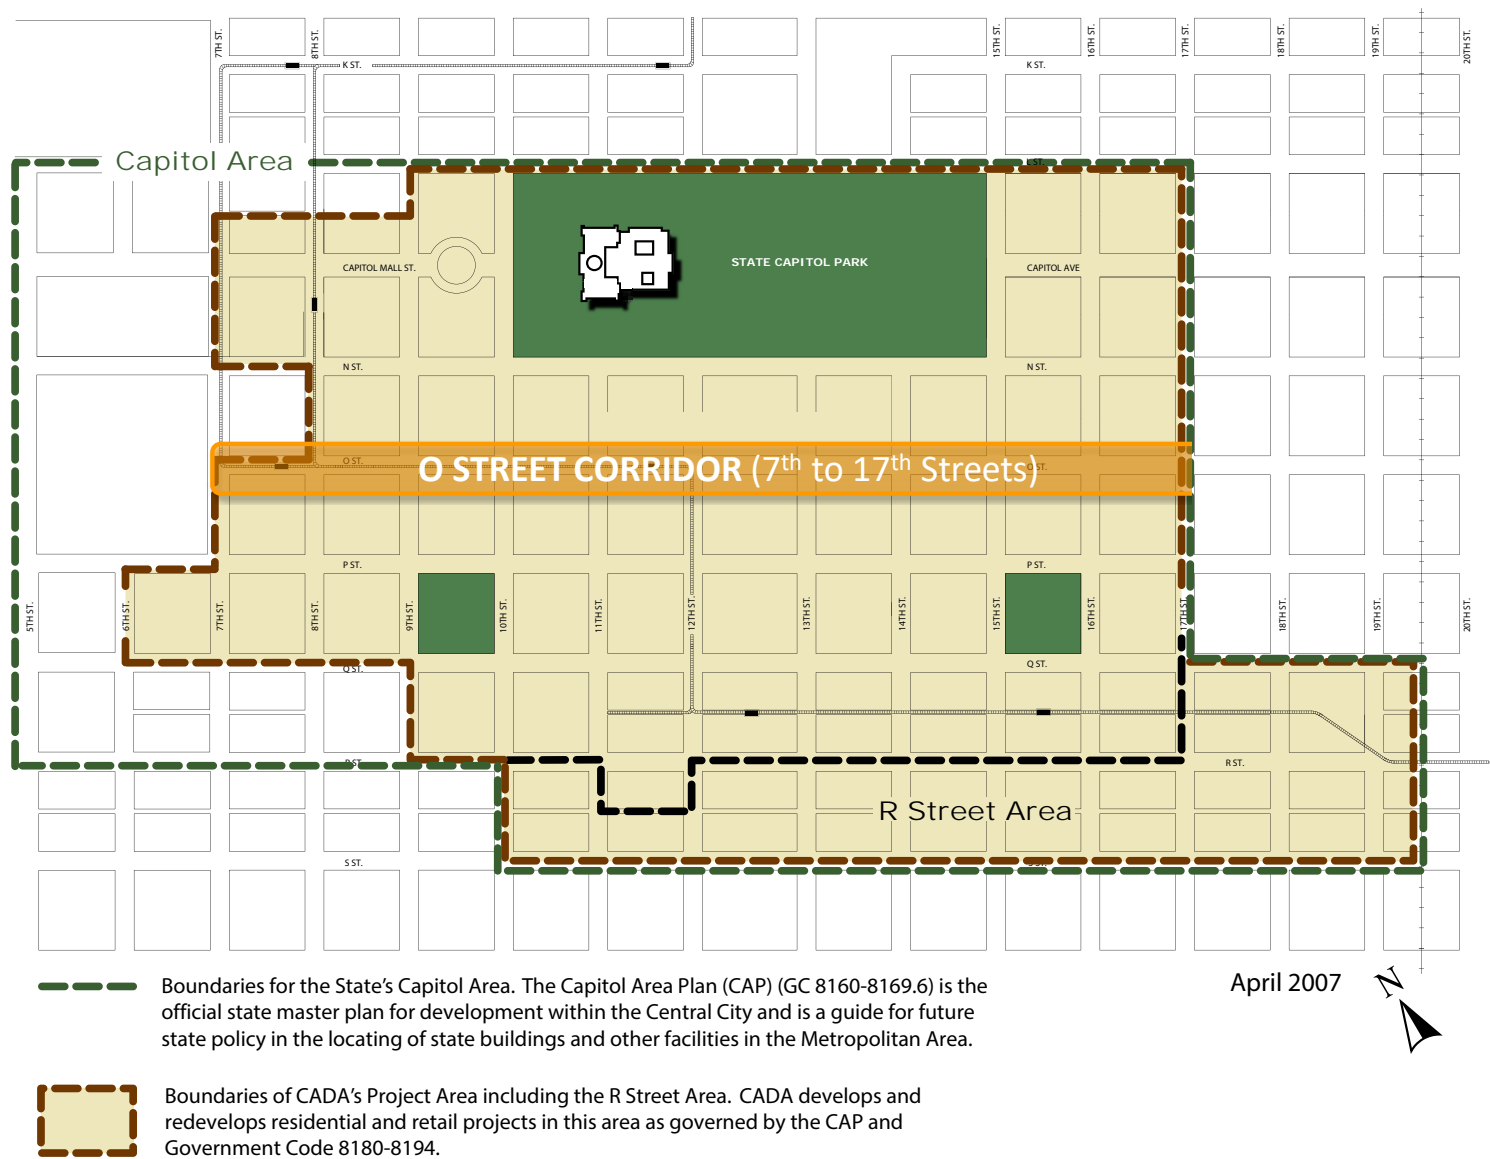 7TH ST.
8TH ST.
15TH ST.
16TH ST.
17TH ST.
18TH ST.
19TH ST.
20TH ST.
K ST.
K ST.
Capitol Area
L ST.
CAPITOL MALL ST.
STATE CAPITOL PARK
CAPITOL AVE
N ST.
N ST.
O ST.
O STREET CORRIDOR (7th to 17th Streets)
O ST.
P ST.
P ST.
5TH ST.
6TH ST.
7TH ST.
8TH ST.
9TH ST.
10TH ST.
11TH ST.
12TH ST.
13TH ST.
14TH ST.
15TH ST.
16TH ST.
17TH ST.
18TH ST.
19TH ST.
20TH ST.
Q ST.
Q ST.
R ST.
R ST.
R Street Area
S ST.
S ST.
Boundaries for the State's Capitol Area. The Capitol Area Plan (CAP) (GC 8160-8169.6) is the
official state master plan for development within the Central City and is a guide for future
state policy in the locating of state buildings and other facilities in the Metropolitan Area.
April 2007
N
Boundaries of CADA's Project Area including the R Street Area. CADA develops and
redevelops residential and retail projects in this area as governed by the CAP and
Government Code 8180-8194.